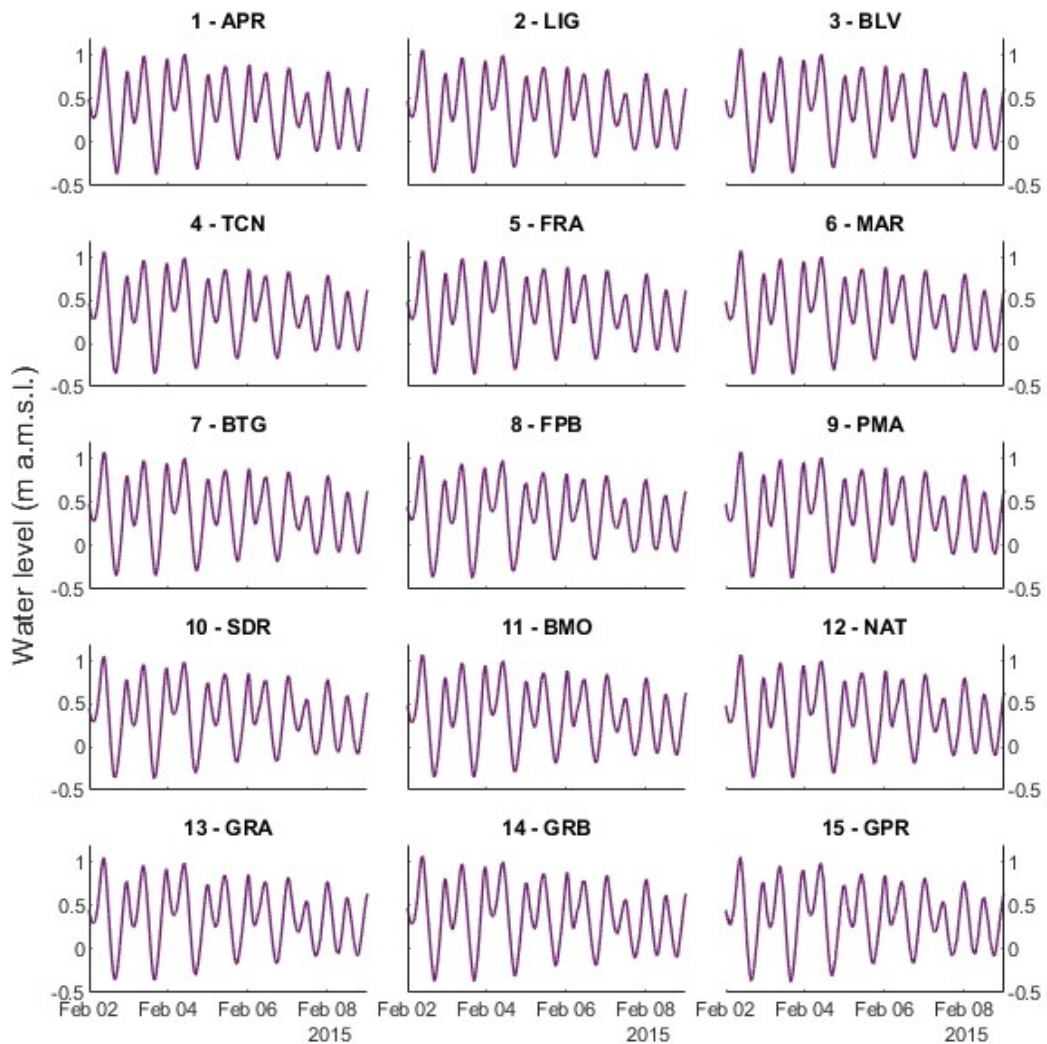 1 - APR
2 - LIG
3 - BLV
1
0.5
0
-0.5
1
0.5
0
-0.5
4 - TCN
5 - FRA
6 - MAR
1
0.5
0
-0.5
1
0.5
0
-0.5
Water level (m a.m.s.l.)
7 - BTG
8 - FPB
9 - PMA
1
0.5
0
-0.5
1
0.5
0
-0.5
10 - SDR
11 - BMO
12 - NAT
1
0.5
0
-0.5
1
0.5
0
-0.5
13 - GRA
14 - GRB
15 - GPR
1
0.5
0
-0.5
1
0.5
0
-0.5
Feb 02 Feb 04 Feb 06 Feb 08
2015
Feb 02 Feb 04 Feb 06 Feb 08
2015
Feb 02 Feb 04 Feb 06 Feb 08
2015